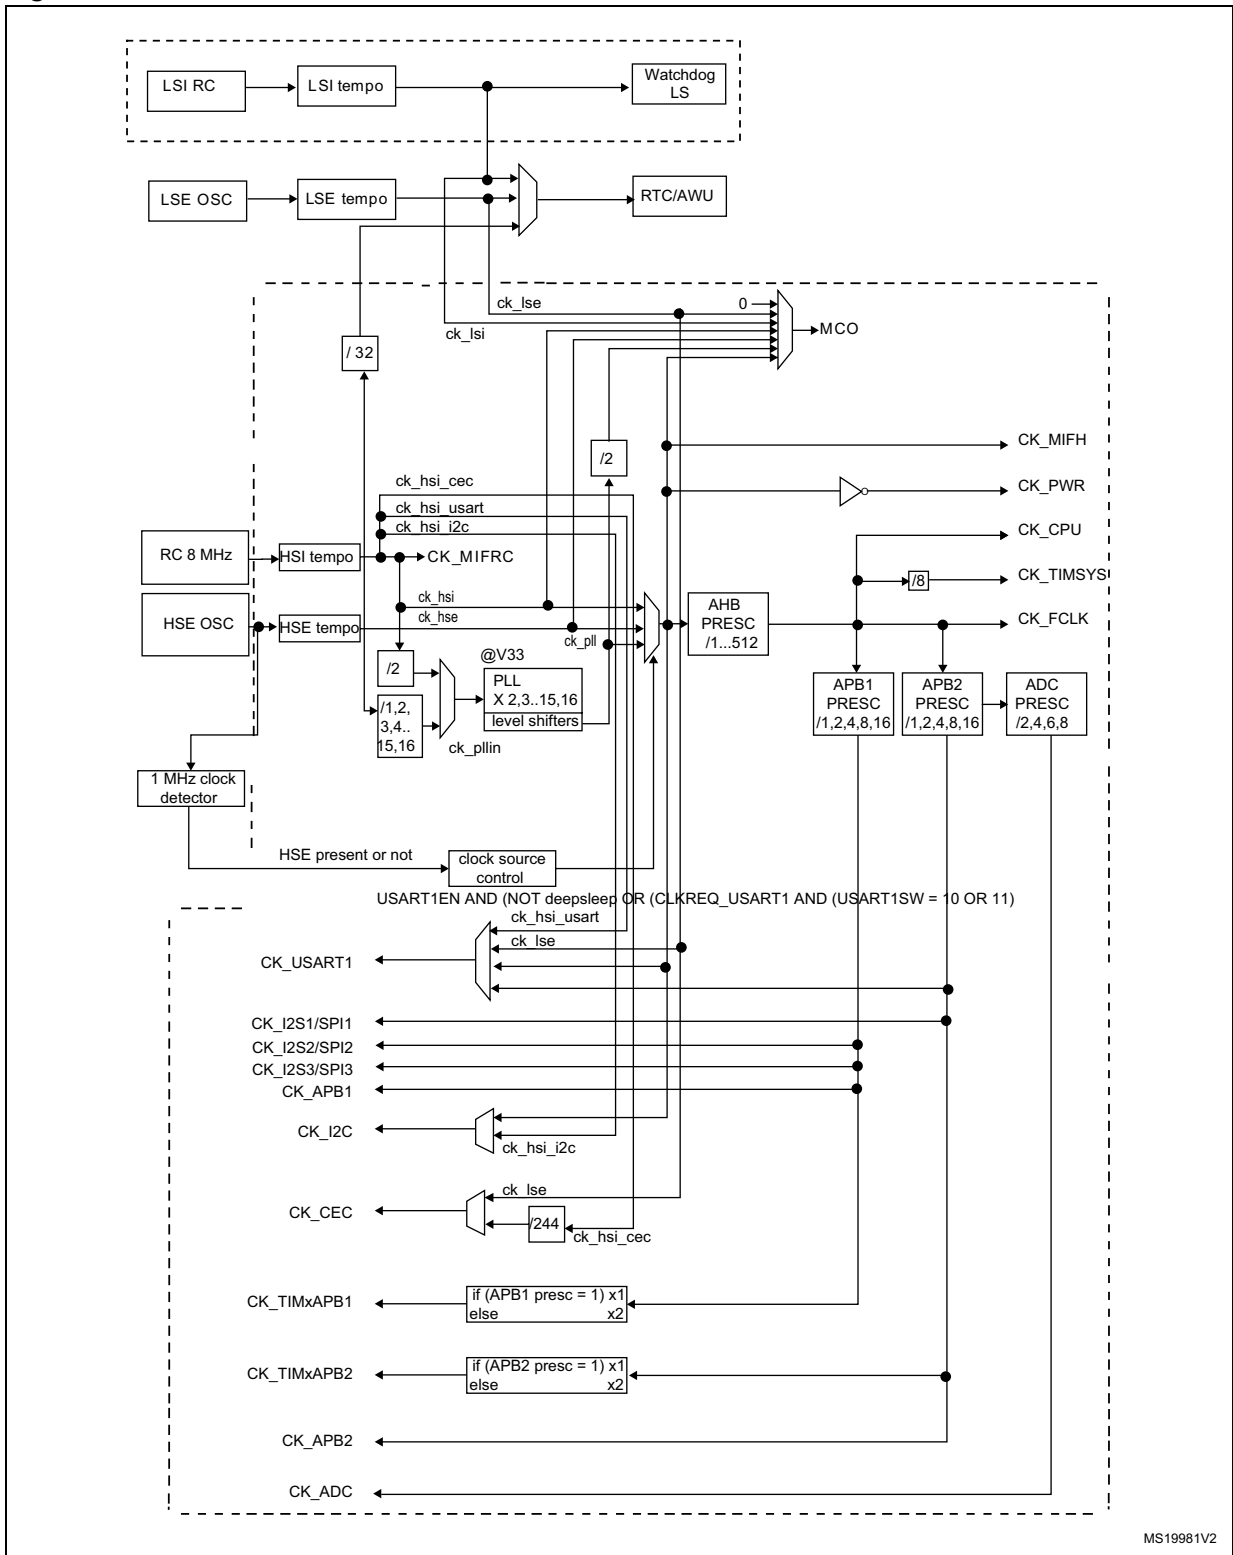 LSI RC
LSI tempo
Watchdog
LS
LSE OSC
LSE tempo
RTC/AWU
ck_lse
0
ck_lsi
MCO
/ 32
/2
CK_MIFH
CK_PWR
ck_hsi_cec
ck_hsi_usart
ck_hsi_i2c
CK_CPU
RC 8 MHz
HSI tempo
CK_MIFRC
/8
CK_TIMSYS
ck_hsi
HSE OSC
HSE tempo
ck_hse
ck_pll
AHB
PRESC
/1...512
CK_FCLK
@V33
/2
PLL
X 2,3..15,16
level shifters
/1,2,
3,4..
15,16
ck_pllin
APB1
PRESC
/1,2,4,8,16
APB2
PRESC
/1,2,4,8,16
ADC
PRESC
/2,4,6,8
1 MHz clock
detector
HSE present or not
clock source
control
USART1EN AND (NOT deepsleep OR (CLKREQ_USART1 AND (USART1SW = 10 OR 11)
ck_hsi_usart
ck_lse
CK_USART1
CK_I2S1/SPI1
CK_I2S2/SPI2
CK_I2S3/SPI3
CK_APB1
CK_I2C
ck_hsi_i2c
ck_lse
CK_CEC
/244
ck_hsi_cec
CK_TIMxAPB1
if (APB1 presc = 1) x1
else x2
CK_TIMxAPB2
if (APB2 presc = 1) x1
else x2
CK_APB2
CK_ADC
MS19981V2